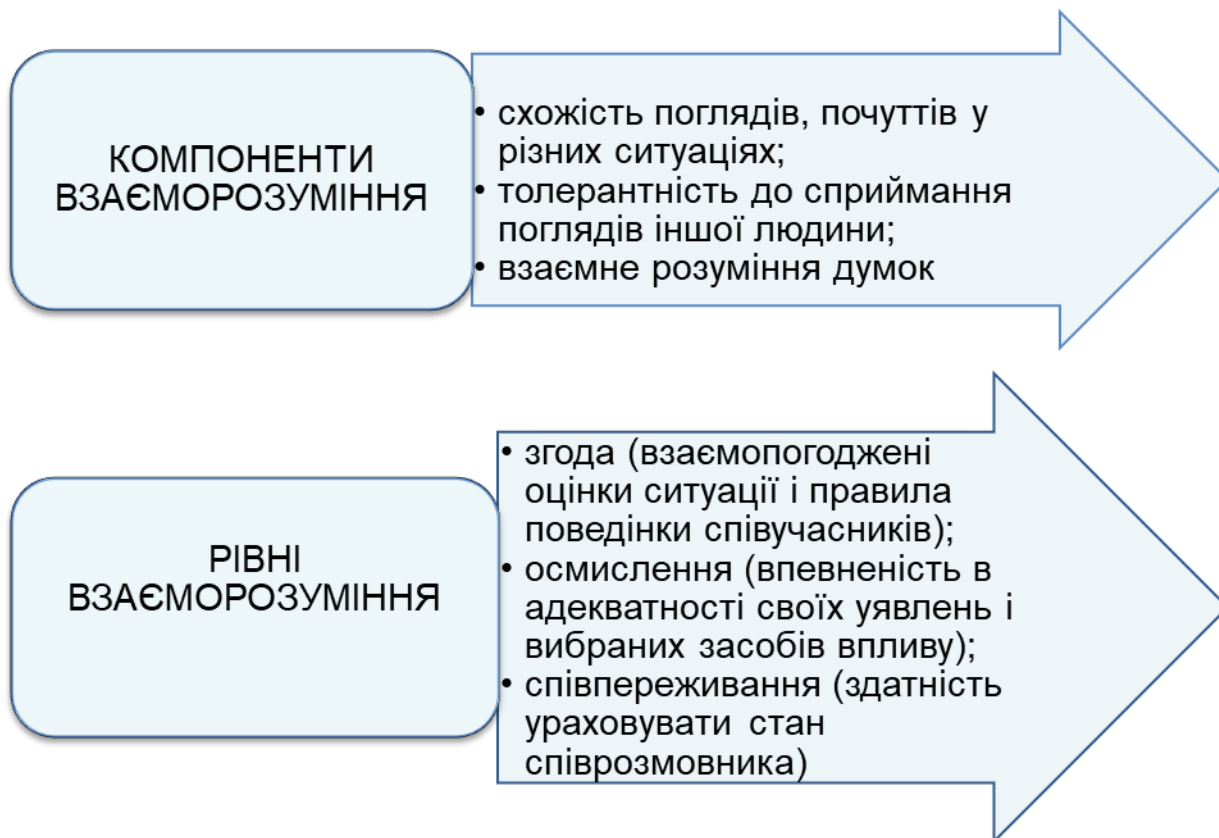 КОМПОНЕНТИ
ВЗАЄМОРОЗУМІННЯ
• схожість поглядів, почуттів у
різних ситуаціях;
• толерантність до сприймання
поглядів іншої людини;
• взаємне розуміння думок
РІВНІ
ВЗАЄМОРОЗУМІННЯ
• згода (взаємопогоджені
оцінки ситуації і правила
поведінки співучасників);
• осмислення (впевненість в
адекватності своїх уявлень і
вибраних засобів впливу);
• співпереживання (здатність
ураховувати стан
співрозмовника)